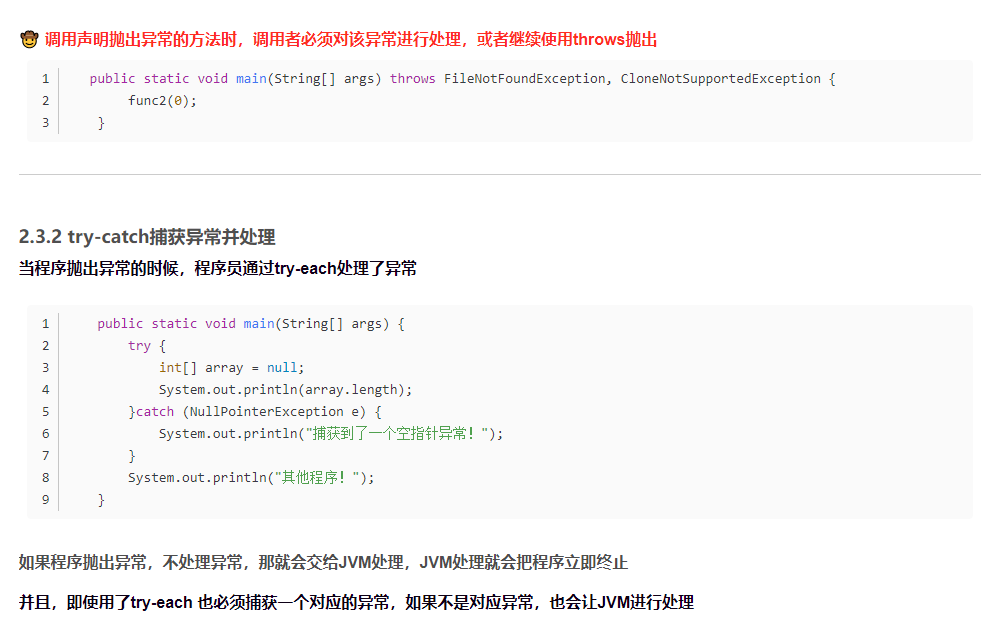 🤠 调用声明抛出异常的方法时，调用者必须对该异常进行处理，或者继续使用throws抛出
1 public static void main(String[] args) throws FileNotFoundException, CloneNotSupportedException {
2 func2(0);
3 }
2.3.2 try-catch捕获异常并处理
当程序抛出异常的时候，程序员通过try-each处理了异常
1 public static void main(String[] args) {
2 try {
3 int[] array = null;
4 System.out.println(array.length);
5 }catch (NullPointerException e) {
6 System.out.println("捕获到了一个空指针异常！");
7 }
8 System.out.println("其他程序！");
9 }
如果程序抛出异常，不处理异常，那就会交给JVM处理，JVM处理就会把程序立即终止
并且，即使用了try-each 也必须捕获一个对应的异常，如果不是对应异常，也会让JVM进行处理